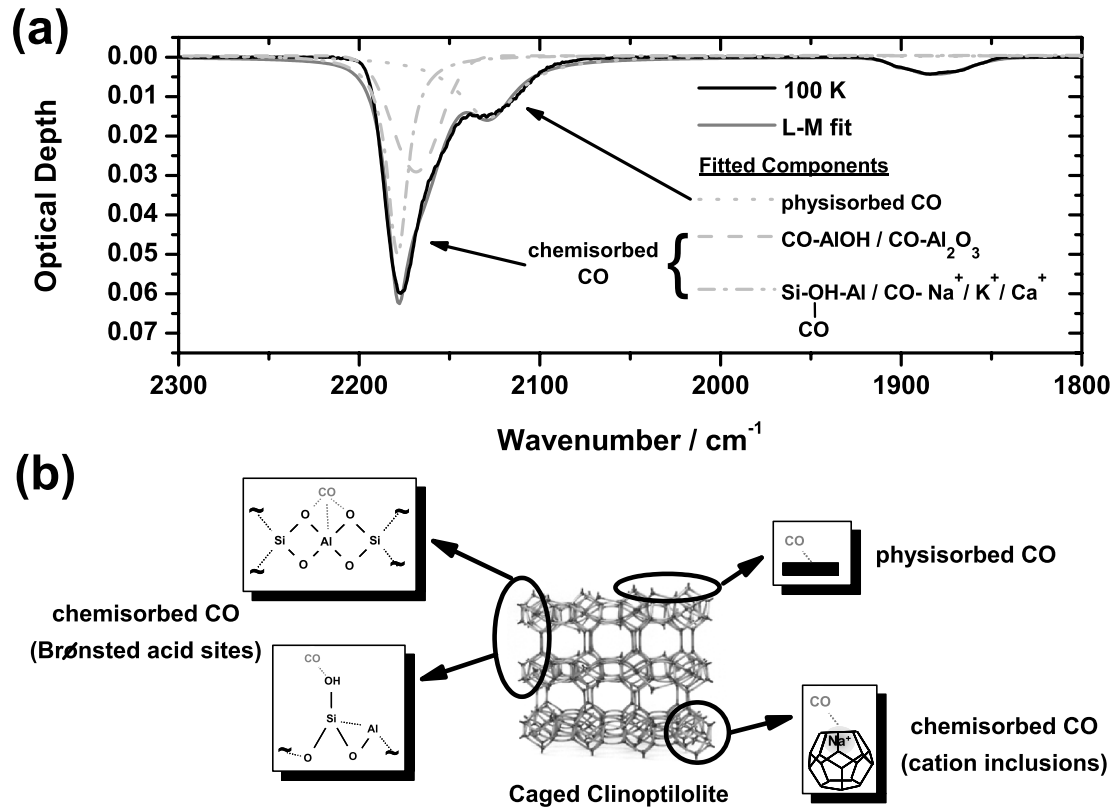 (a)
0.00
0.01
0.02
0.03
0.04
0.05
0.06
0.07
Optical Depth
2300
2200
2100
2000
1900
1800
Wavenumber / cm⁻¹
100 K
L-M fit
Fitted Components
physisorbed CO
CO-AlOH / CO-Al₂O₃
chemisorbed
CO
{
Si-OH-Al / CO- Na⁺/ K⁺/ Ca⁺
CO
(b)
CO
O
O
Si
Al
Si
O
O
chemisorbed CO
(Brønsted acid sites)
CO
OH
Si
Al
O
O
CO
physisorbed CO
CO
Na⁺
chemisorbed CO
(cation inclusions)
Caged Clinoptilolite